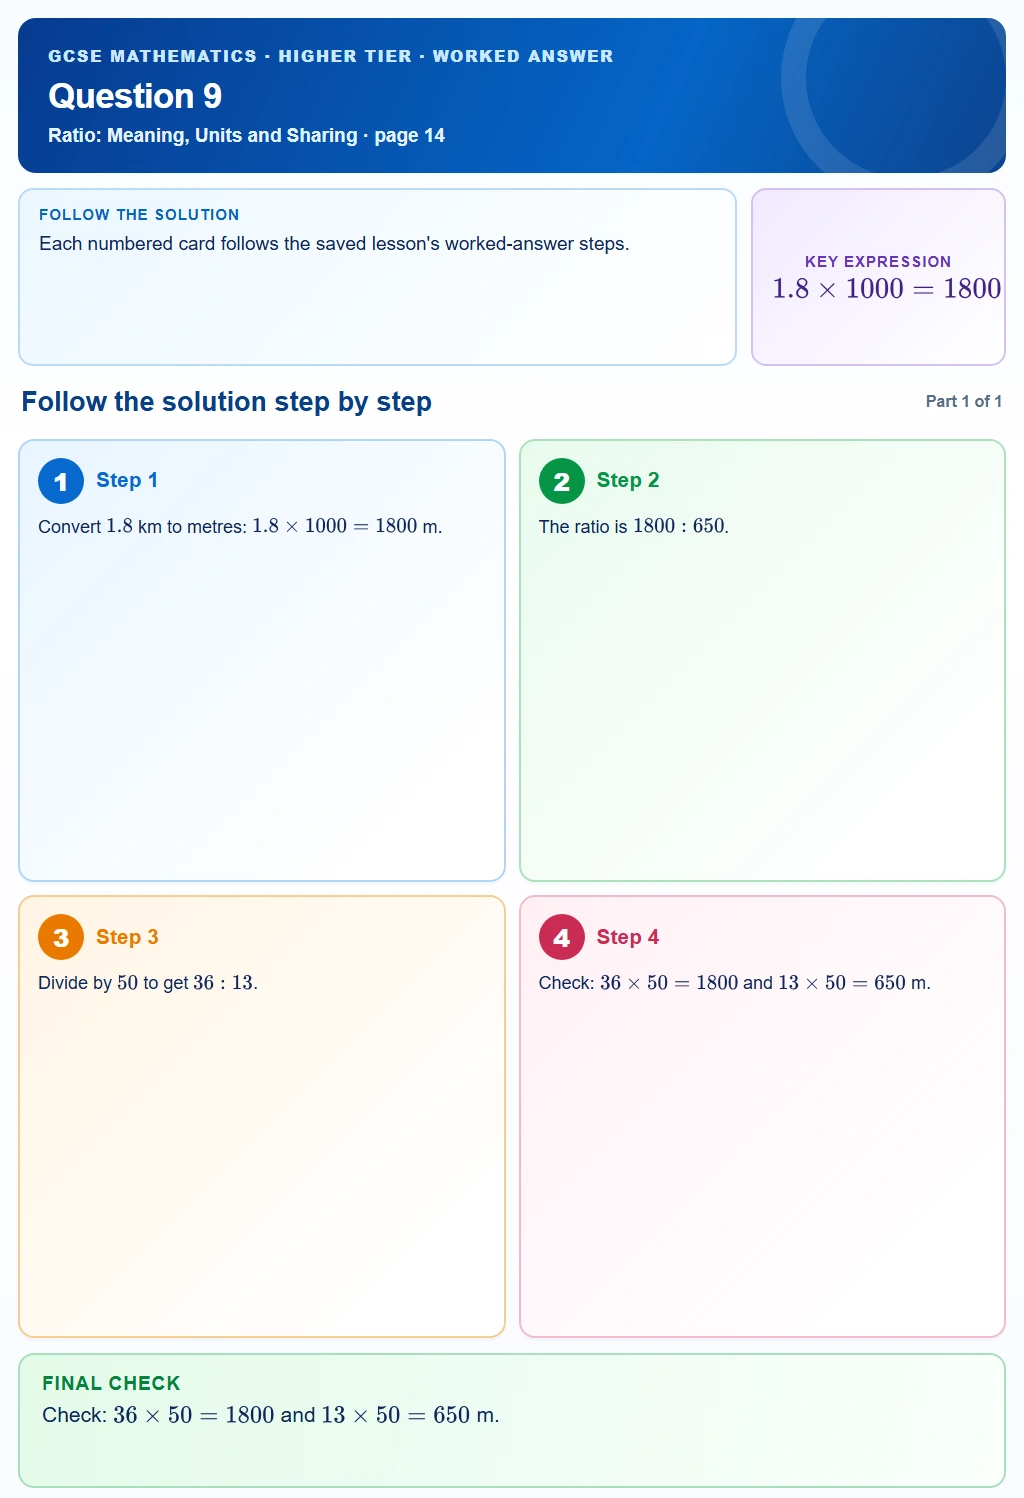 GCSE MATHEMATICS · HIGHER TIER · WORKED ANSWER
Question 9
Ratio: Meaning, Units and Sharing · page 14
FOLLOW THE SOLUTION
Each numbered card follows the saved lesson's worked-answer steps.
KEY EXPRESSION
1.8 × 1000 = 1800
Follow the solution step by step
Part 1 of 1
1 Step 1
Convert 1.8 km to metres: 1.8 × 1000 = 1800 m.
2 Step 2
The ratio is 1800 : 650.
3 Step 3
Divide by 50 to get 36 : 13.
4 Step 4
Check: 36 × 50 = 1800 and 13 × 50 = 650 m.
FINAL CHECK
Check: 36 × 50 = 1800 and 13 × 50 = 650 m.